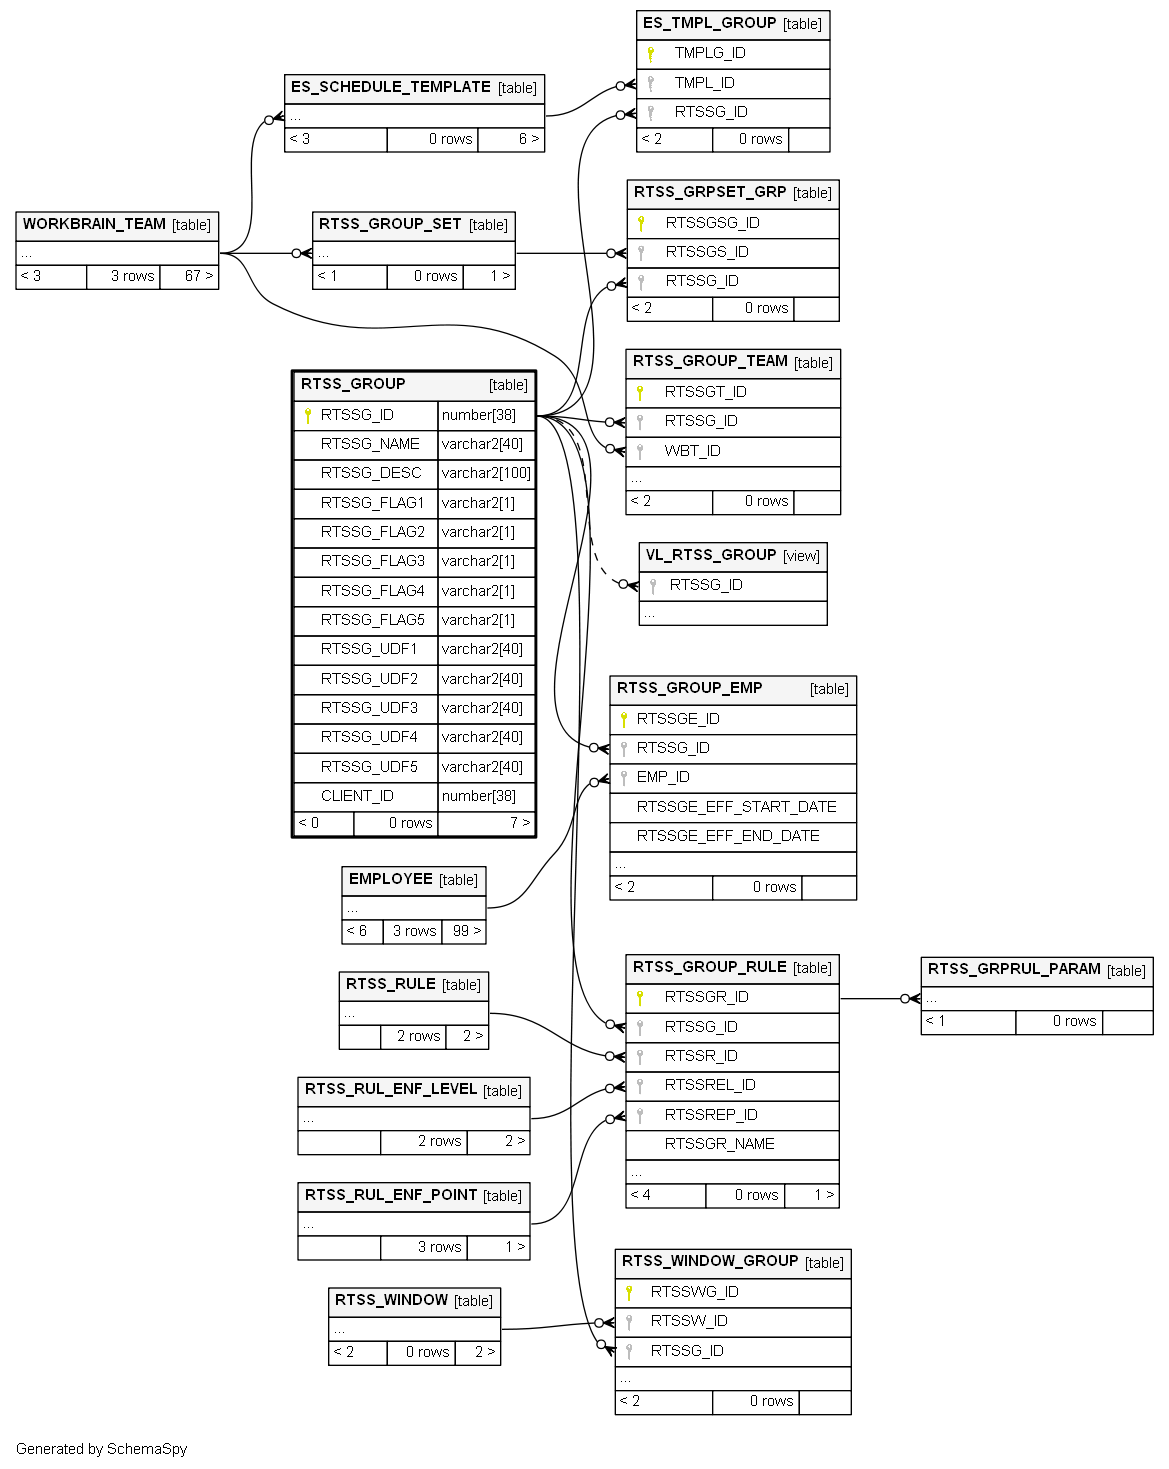 ES_TMPL_GROUP [table]
TMPLG_ID
TMPL_ID
RTSSG_ID
< 2 0 rows
ES_SCHEDULE_TEMPLATE [table]
...
< 3 0 rows 6 >
RTSS_GRPSET_GRP [table]
RTSSGSG_ID
RTSSGS_ID
RTSSG_ID
< 2 0 rows
WORKBRAIN_TEAM [table]
...
< 3 3 rows 67 >
RTSS_GROUP_SET [table]
...
< 1 0 rows 1 >
RTSS_GROUP_TEAM [table]
RTSSGT_ID
RTSSG_ID
WBT_ID
...
< 2 0 rows
RTSS_GROUP [table]
RTSSG_ID number[38]
RTSSG_NAME varchar2[40]
RTSSG_DESC varchar2[100]
RTSSG_FLAG1 varchar2[1]
RTSSG_FLAG2 varchar2[1]
RTSSG_FLAG3 varchar2[1]
RTSSG_FLAG4 varchar2[1]
RTSSG_FLAG5 varchar2[1]
RTSSG_UDF1 varchar2[40]
RTSSG_UDF2 varchar2[40]
RTSSG_UDF3 varchar2[40]
RTSSG_UDF4 varchar2[40]
RTSSG_UDF5 varchar2[40]
CLIENT_ID number[38]
< 0 0 rows 7 >
VL_RTSS_GROUP [view]
RTSSG_ID
...
RTSS_GROUP_EMP [table]
RTSSGE_ID
RTSSG_ID
EMP_ID
RTSSGE_EFF_START_DATE
RTSSGE_EFF_END_DATE
...
< 2 0 rows
EMPLOYEE [table]
...
< 6 3 rows 99 >
RTSS_RULE [table]
...
2 rows 2 >
RTSS_GROUP_RULE [table]
RTSSGR_ID
RTSSG_ID
RTSSR_ID
RTSSREL_ID
RTSSREP_ID
RTSSGR_NAME
...
< 4 0 rows 1 >
RTSS_GRPRUL_PARAM [table]
...
< 1 0 rows
RTSS_RUL_ENF_LEVEL [table]
...
2 rows 2 >
RTSS_RUL_ENF_POINT [table]
...
3 rows 1 >
RTSS_WINDOW [table]
...
< 2 0 rows 2 >
RTSS_WINDOW_GROUP [table]
RTSSWG_ID
RTSSW_ID
RTSSG_ID
...
< 2 0 rows
Generated by SchemaSpy